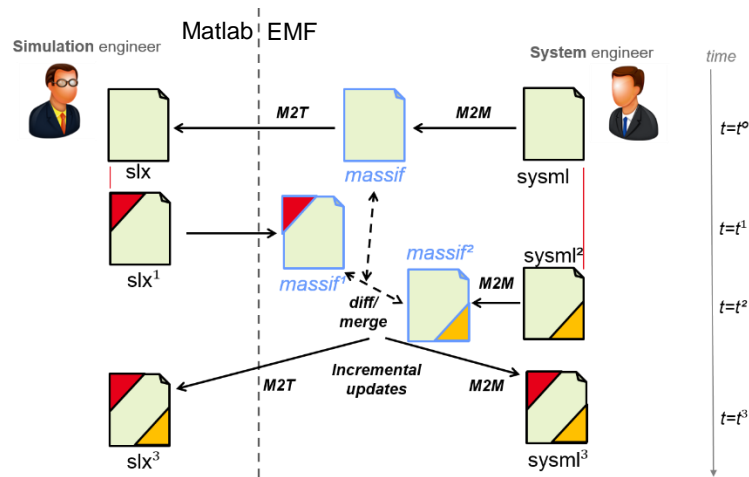 Matlab EMF
Simulation engineer
System engineer
time
M2T
M2M
t=t⁰
slx
massif
sysml
t=t¹
massif²
sysml²
slx¹
massif¹
M2M
t=t²
diff/
merge
Incremental
updates
M2T
M2M
t=t³
slx³
sysml³